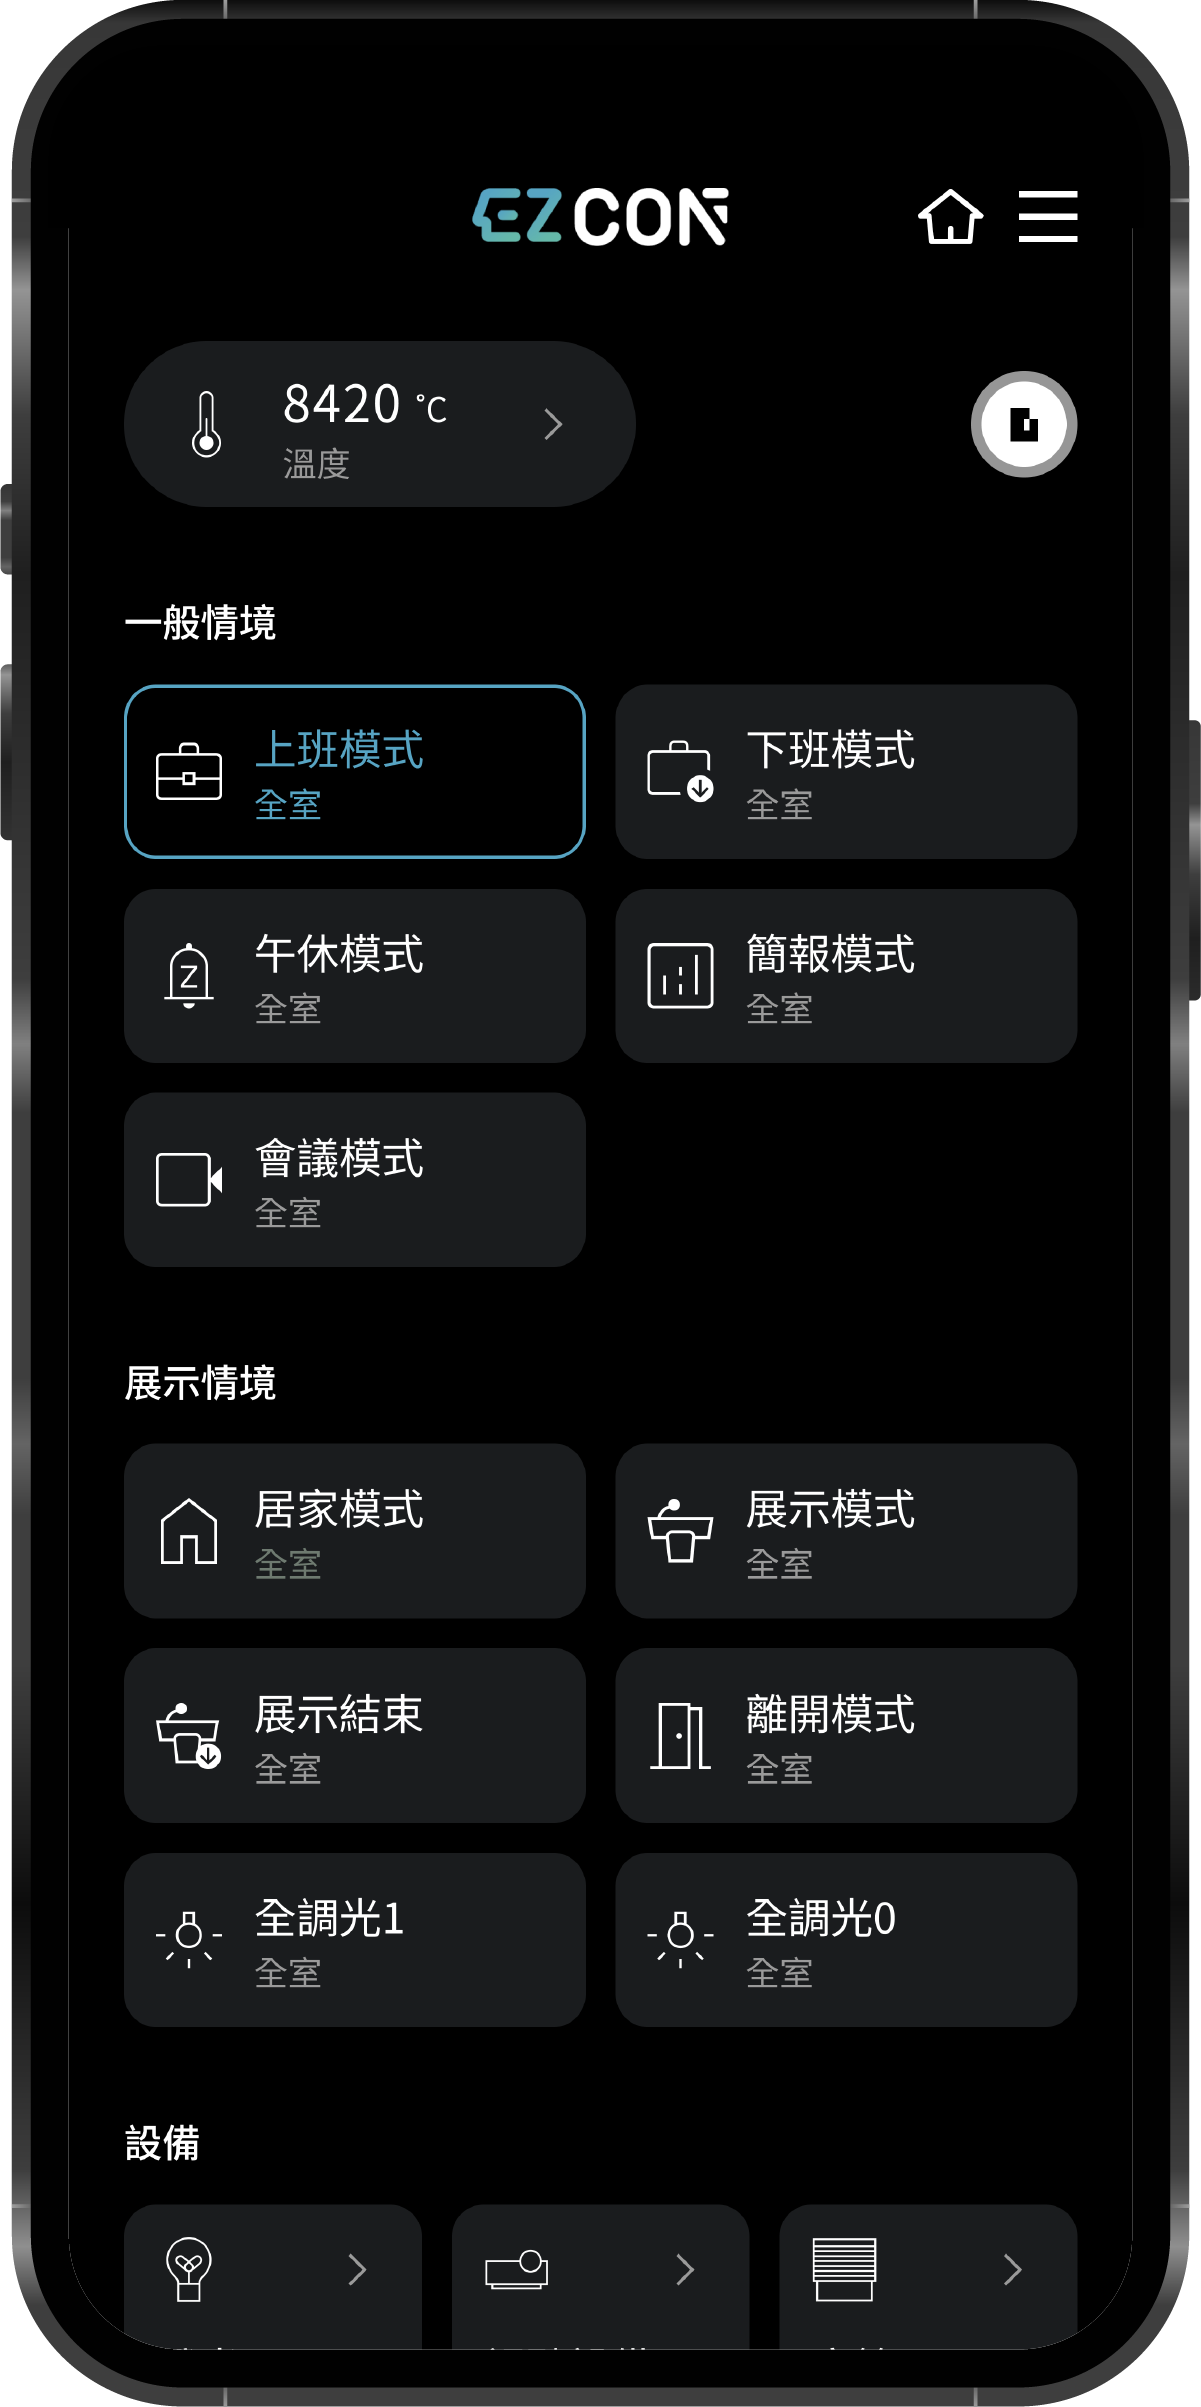 EZCON
8420 °C
溫度
一般情境
上班模式
全室
下班模式
全室
午休模式
全室
簡報模式
全室
會議模式
全室
展示情境
居家模式
全室
展示模式
全室
展示結束
全室
離開模式
全室
全調光1
全室
全調光0
全室
設備